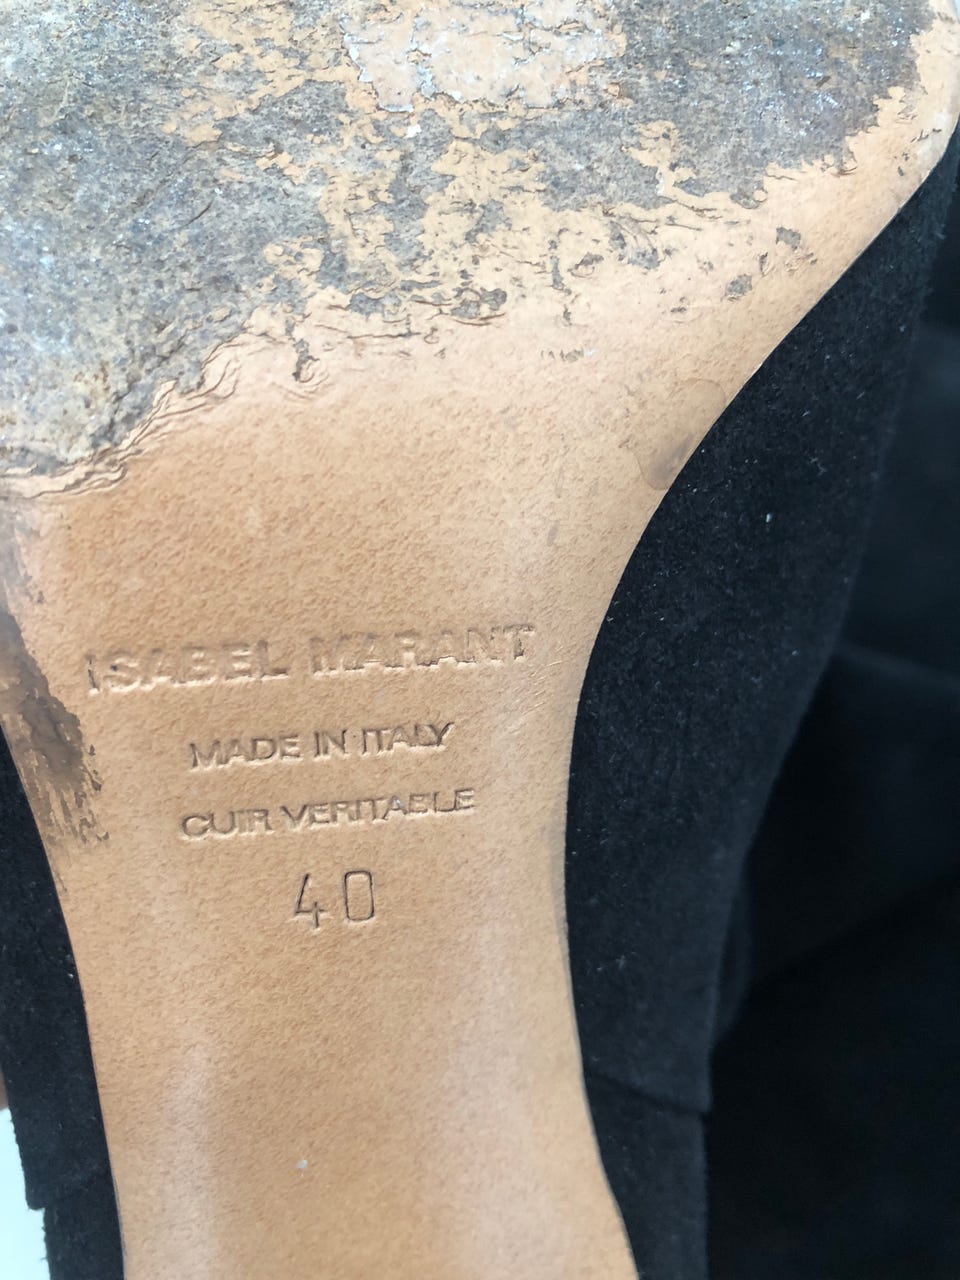 ISABEL MARANT
MADE IN ITALY
CUIR VERITABLE
40